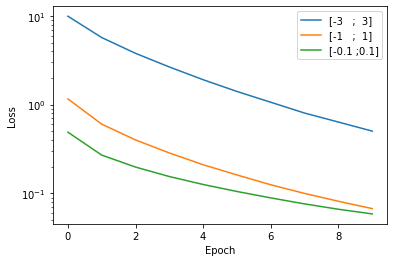 10¹
[-3 ; 3]
[-1 ; 1]
[-0.1 ;0.1]
Loss
10⁰
10⁻¹
0 2 4 6 8
Epoch